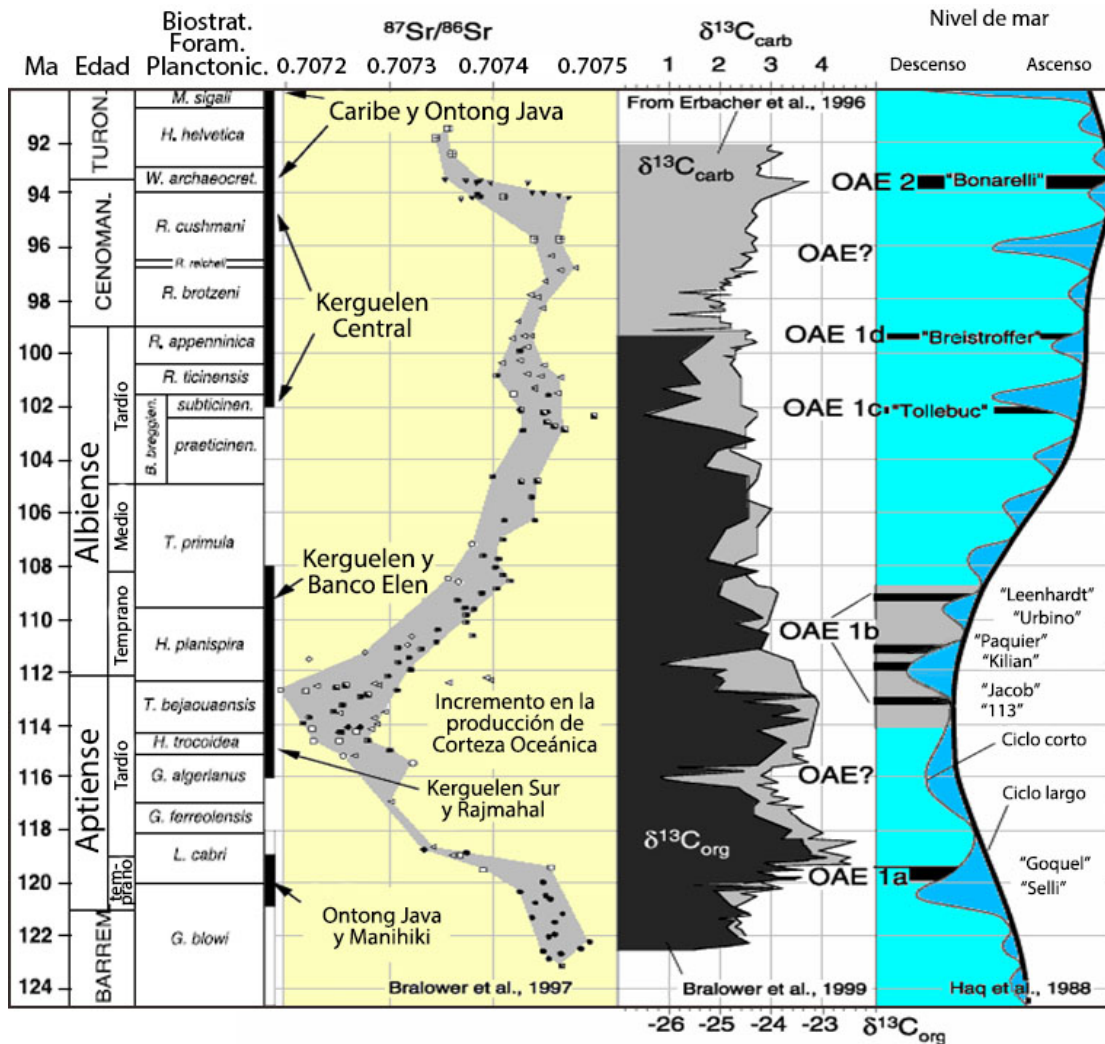 Biostrat.
Foram.
Ma Edad Planctonic.
⁸⁷Sr/⁸⁶Sr
0.7072 0.7073 0.7074 0.7075
δ¹³Ccarb
-1 1 2 3 4
Nivel de mar
Descenso Ascenso
92
94
96
98
100
102
104
106
108
110
112
114
116
118
120
122
124
TURON.
CENOMAN.
Albiense
Tardío
Medio
Temprano
Aptiense
Tardío
tem-
prano
BARREM.
M. sigali
H. helvetica
W. archaeocret.
R. cushmani
R. reicheli
R. brotzeni
R. appenninica
R. ticinensis
B. breggien.
subticinen.
praeticinen.
T. primula
H. planispira
T. bejaouaensis
H. trocoidea
G. algerianus
G. ferreolensis
L. cabri
G. blowi
Caribe y Ontong Java
Kerguelen
Central
Kerguelen y
Banco Elen
Incremento en la
producción de
Corteza Oceánica
Kerguelen Sur
y Rajmahal
Ontong Java
y Manihiki
Bralower et al., 1997
From Erbacher et al., 1996
δ¹³C
carb
δ¹³Corg
Bralower et al., 1999
-26 -25 -24 -23 δ¹³Corg
OAE 2 "Bonarelli"
OAE?
OAE 1d "Breistroffer"
OAE 1c "Tollebuc"
OAE 1b
"Leenhardt"
"Urbino"
"Paquier"
"Kilian"
"Jacob"
"113"
Ciclo corto
OAE?
Ciclo largo
OAE 1a
"Goquel"
"Selli"
Haq et al., 1988